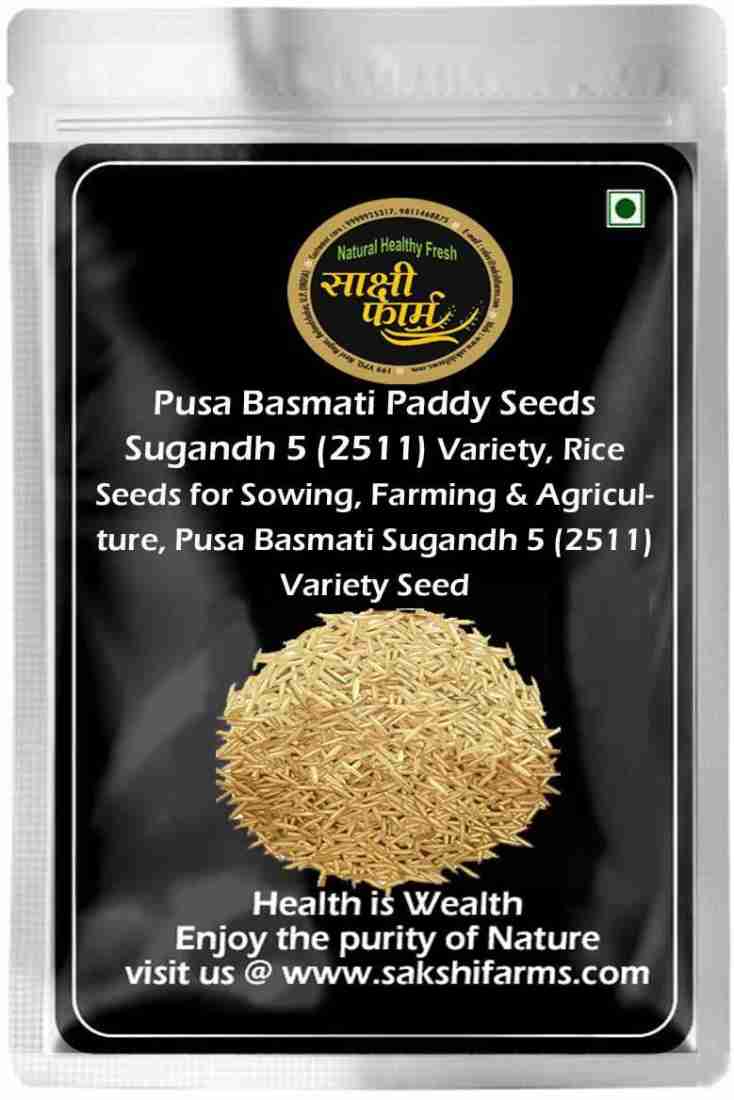 Natural Healthy Fresh
साक्षी
फार्म
Pusa Basmati Paddy Seeds
Sugandh 5 (2511) Variety, Rice
Seeds for Sowing, Farming & Agricul-
ture, Pusa Basmati Sugandh 5 (2511)
Variety Seed
Health is Wealth
Enjoy the purity of Nature
visit us @ www.sakshifarms.com